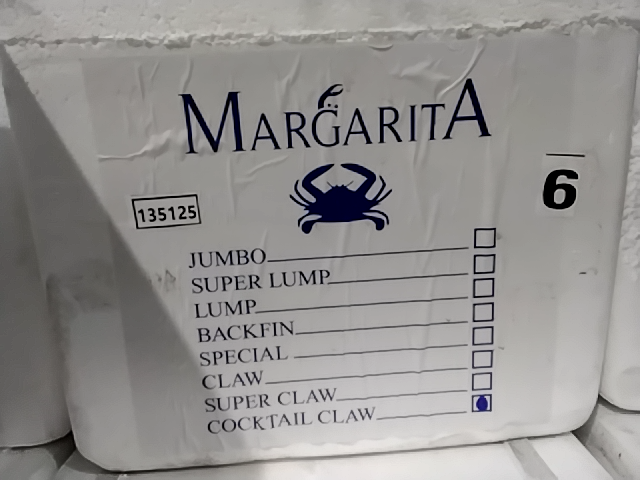 MARGARITA
135125
6
JUMBO
SUPER LUMP
LUMP
BACKFIN
SPECIAL
CLAW
SUPER CLAW
COCKTAIL CLAW